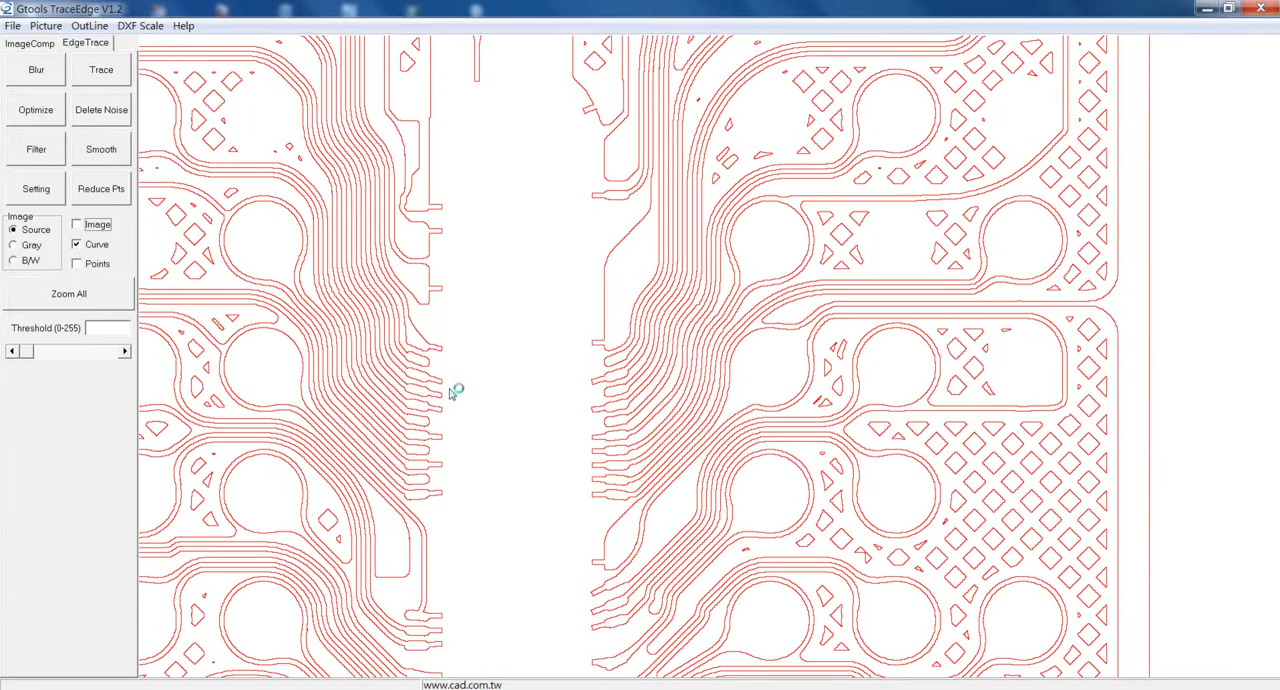 Gtools TraceEdge V1.2
File Picture OutLine DXF Scale Help
ImageComp EdgeTrace
Blur Trace
Optimize Delete Noise
Filter Smooth
Setting Reduce Pts
Image
Source
Gray
B/W
Image
Curve
Points
Zoom All
Threshold (0-255)
www.cad.com.tw